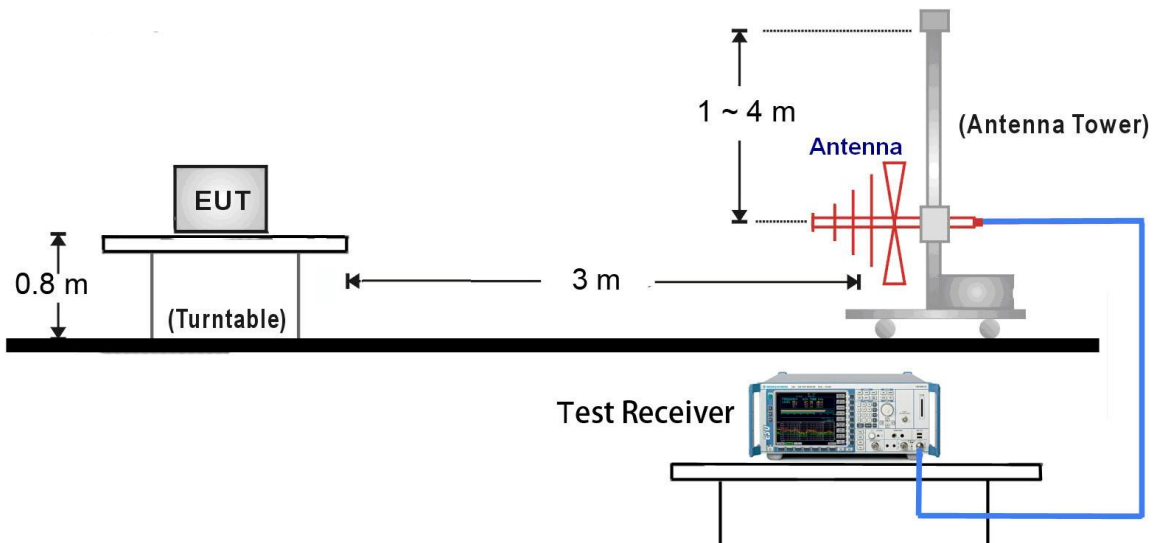 1 ~ 4 m
(Antenna Tower)
Antenna
EUT
0.8 m
3 m
(Turntable)
Test Receiver